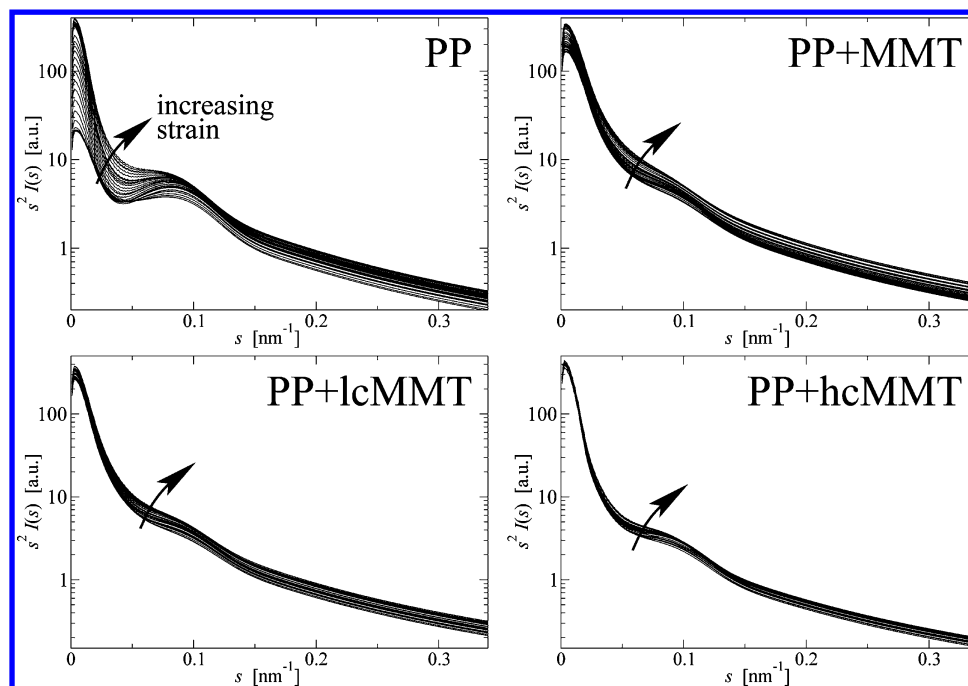 PP
increasing
strain
s² I(s) [a.u.]
100
10
1
0
0.1
0.2
0.3
s [nm⁻¹]
PP+MMT
s² I(s) [a.u.]
100
10
1
0
0.1
0.2
0.3
s [nm⁻¹]
PP+lcMMT
s² I(s) [a.u.]
100
10
1
0
0.1
0.2
0.3
s [nm⁻¹]
PP+hcMMT
s² I(s) [a.u.]
100
10
1
0
0.1
0.2
0.3
s [nm⁻¹]